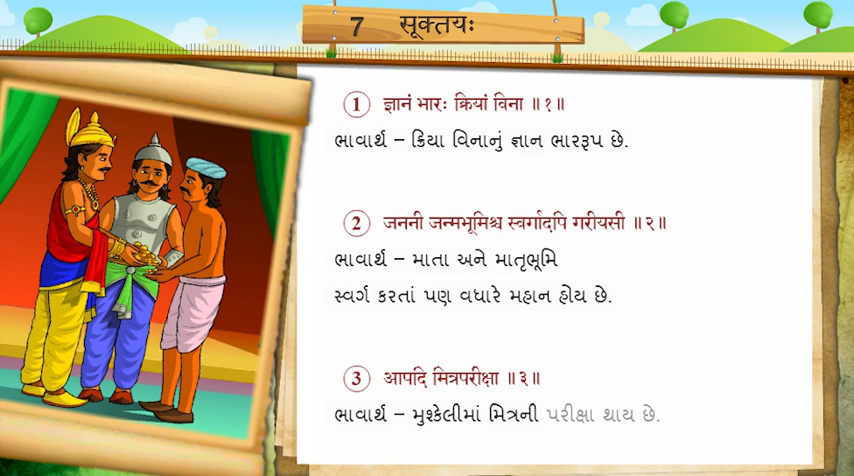 7 सूक्तयः
1 ज्ञानं भारः क्रियां विना ॥१॥
ભાવાર્થ – ક્રિયા વિનાનું જ્ઞાન ભારરૂપ છે.
2 जननी जन्मभूमिश्च स्वर्गादपि गरीयसी ॥२॥
ભાવાર્થ – માતા અને માતૃભૂમિ
સ્વર્ગ કરતાં પણ વધારે મહાન હોય છે.
3 आपदि मित्रपरीक्षा ॥३॥
ભાવાર્થ – મુશ્કેલીમાં મિત્રની પરીક્ષા થાય છે.